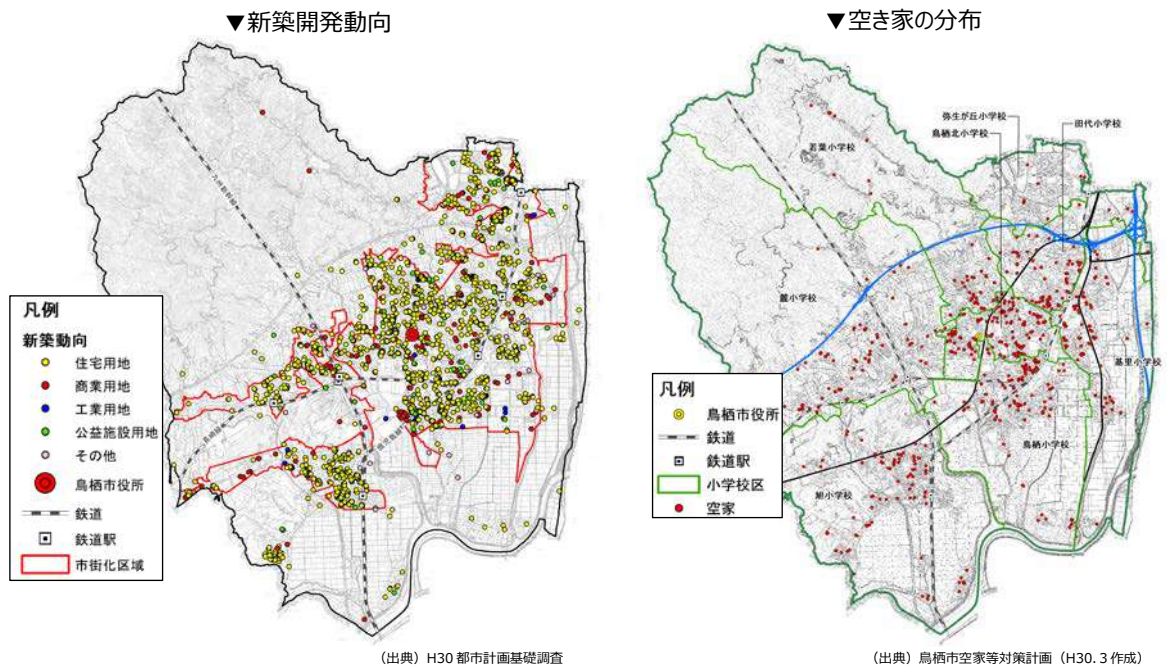 ▼新築開発動向
凡例
新築動向
住宅用地
商業用地
工業用地
公益施設用地
その他
鳥栖市役所
鉄道
鉄道駅
市街化区域
九州新幹線
（出典）H30 都市計画基礎調査
▼空き家の分布
弥生が丘小学校
鳥栖北小学校
田代小学校
若葉小学校
麓小学校
基里小学校
鳥栖小学校
旭小学校
凡例
鳥栖市役所
鉄道
鉄道駅
小学校区
空家
（出典）鳥栖市空家等対策計画（H30.3 作成）